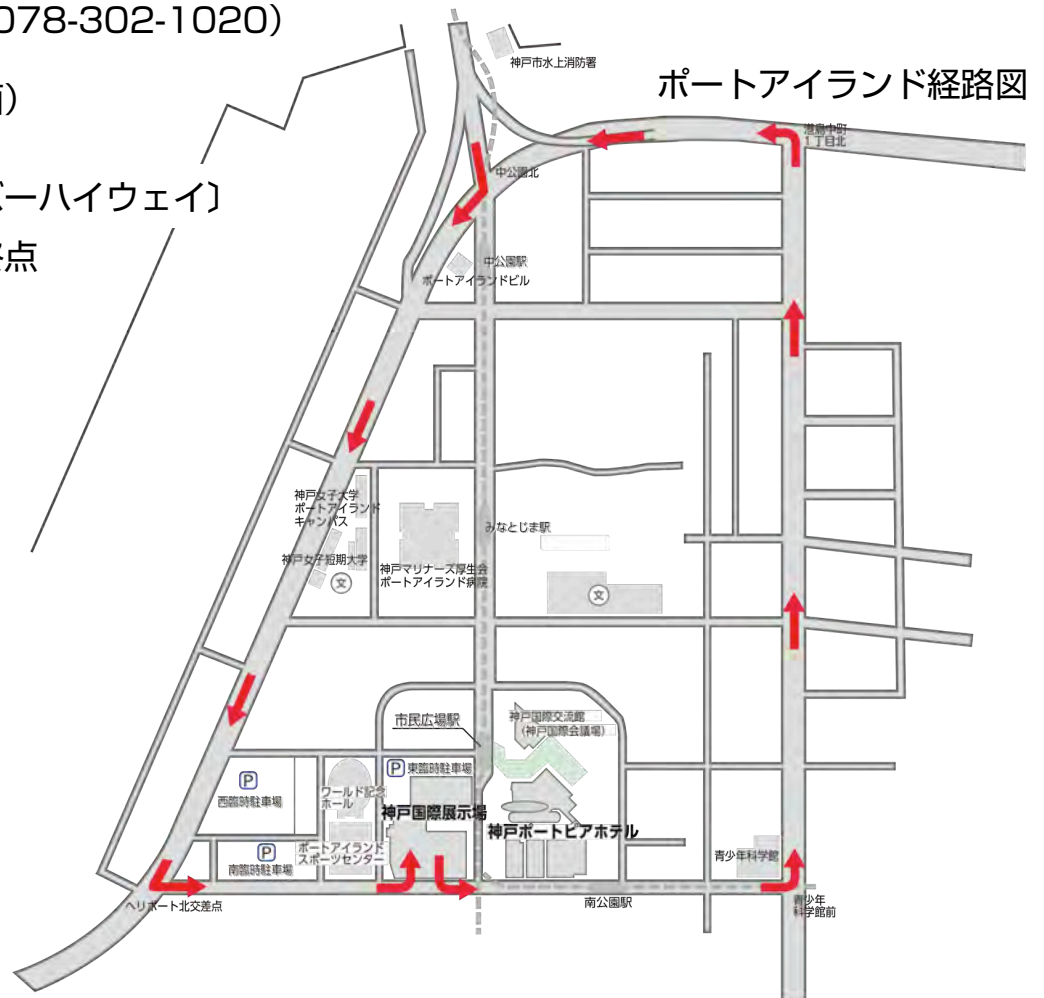 078-302-1020）
神戸市水上消防署
ポートアイランド経路図
港島中町
１丁目北
バーハイウェイ〕
中公園北
点
中公園駅
ポートアイランドビル
神戸女子大学
ポートアイランド
キャンパス
みなとじま駅
神戸女子短期大学
神戸マリナーズ厚生会
ポートアイランド病院
文
文
市民広場駅
神戸国際交流館
（神戸国際会議場）
P 東臨時駐車場
P
西臨時駐車場
ワールド記念
ホール
神戸国際展示場
神戸ポートピアホテル
ポートアイランド
スポーツセンター
P
南臨時駐車場
青少年科学館
ヘリポート北交差点
南公園駅
青少年
科学館前